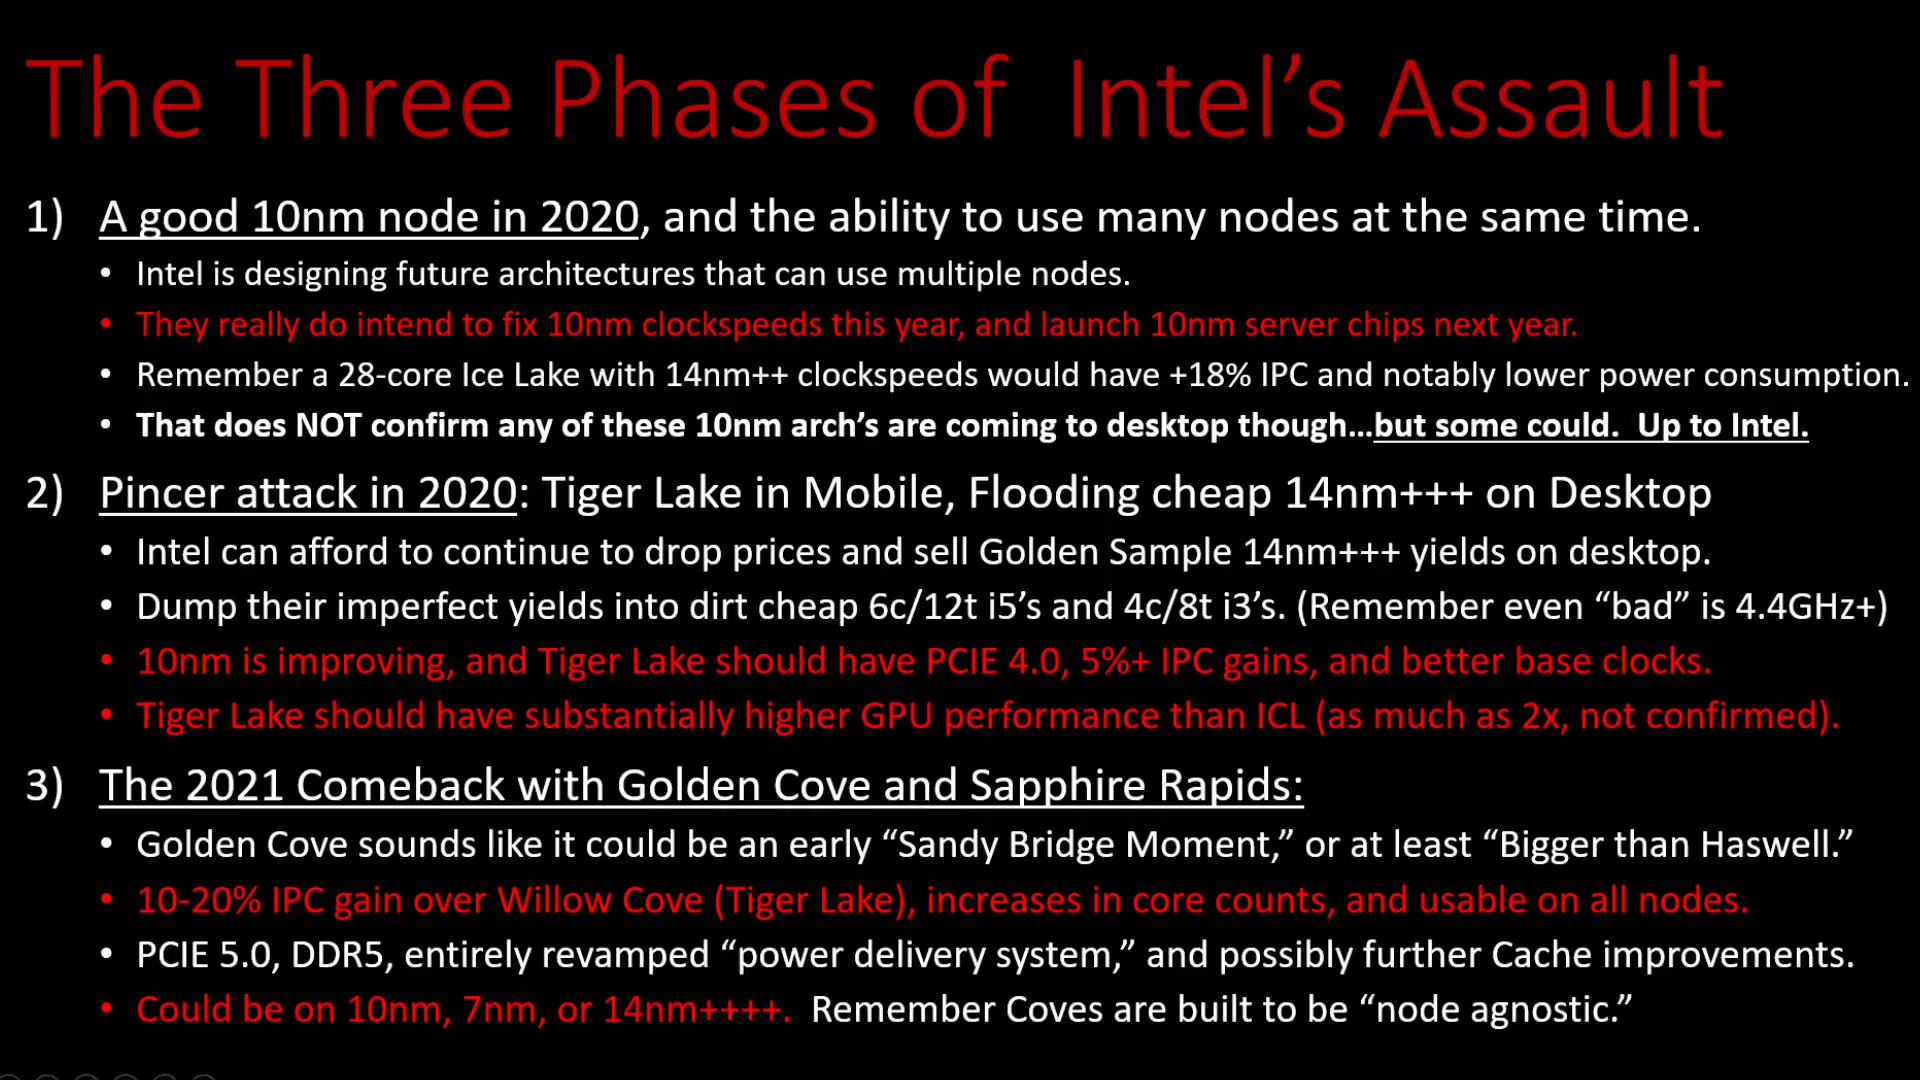 The Three Phases of  Intel’s Assault
1) A good 10nm node in 2020, and the ability to use many nodes at the same time.
• Intel is designing future architectures that can use multiple nodes.
• They really do intend to fix 10nm clockspeeds this year, and launch 10nm server chips next year.
• Remember a 28-core Ice Lake with 14nm++ clockspeeds would have +18% IPC and notably lower power consumption.
• That does NOT confirm any of these 10nm arch’s are coming to desktop though…but some could.  Up to Intel.
2) Pincer attack in 2020: Tiger Lake in Mobile, Flooding cheap 14nm+++ on Desktop
• Intel can afford to continue to drop prices and sell Golden Sample 14nm+++ yields on desktop.
• Dump their imperfect yields into dirt cheap 6c/12t i5’s and 4c/8t i3’s. (Remember even “bad” is 4.4GHz+)
• 10nm is improving, and Tiger Lake should have PCIE 4.0, 5%+ IPC gains, and better base clocks.
• Tiger Lake should have substantially higher GPU performance than ICL (as much as 2x, not confirmed).
3) The 2021 Comeback with Golden Cove and Sapphire Rapids:
• Golden Cove sounds like it could be an early “Sandy Bridge Moment,” or at least “Bigger than Haswell.”
• 10-20% IPC gain over Willow Cove (Tiger Lake), increases in core counts, and usable on all nodes.
• PCIE 5.0, DDR5, entirely revamped “power delivery system,” and possibly further Cache improvements.
• Could be on 10nm, 7nm, or 14nm++++.  Remember Coves are built to be “node agnostic.”